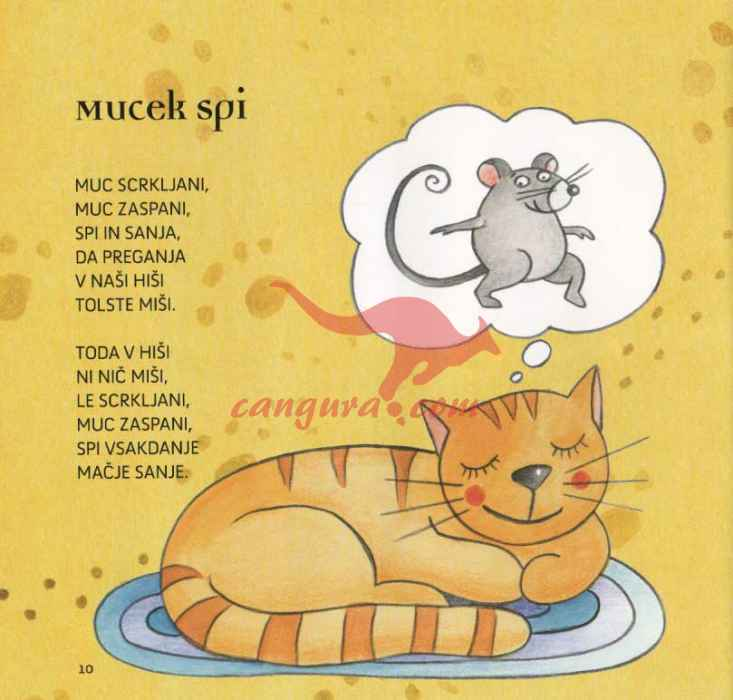 Mucek spi
MUC SCRKLJANI,
MUC ZASPANI,
SPI IN SANJA,
DA PREGANJA
V NAŠI HIŠI
TOLSTE MIŠI.
TODA V HIŠI
NI NIČ MIŠI,
LE SCRKLJANI,
MUC ZASPANI,
SPI VSAKDANJE
MAČJE SANJE.
cangura.com
10